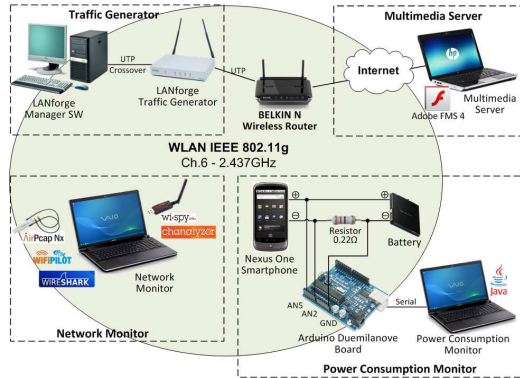 Traffic Generator
LANforge
Manager SW
UTP
Crossover
LANforge
Traffic Generator
UTP
BELKIN N
Wireless Router
Internet
Multimedia Server
hp
Adobe FMS 4
Multimedia
Server
WLAN IEEE 802.11g
Ch.6 - 2.437GHz
AirPcap Nx
WiFiPILOT
WIRESHARK
VAIO
wi-spy
chanalyzer
Network
Monitor
Network Monitor
Nexus One
Smartphone
+
−
+
−
Resistor
0.22Ω
Battery
AN5
AN2
GND
Arduino Duemilanove
Board
Serial
VAIO
Java
Power Consumption
Monitor
Power Consumption Monitor